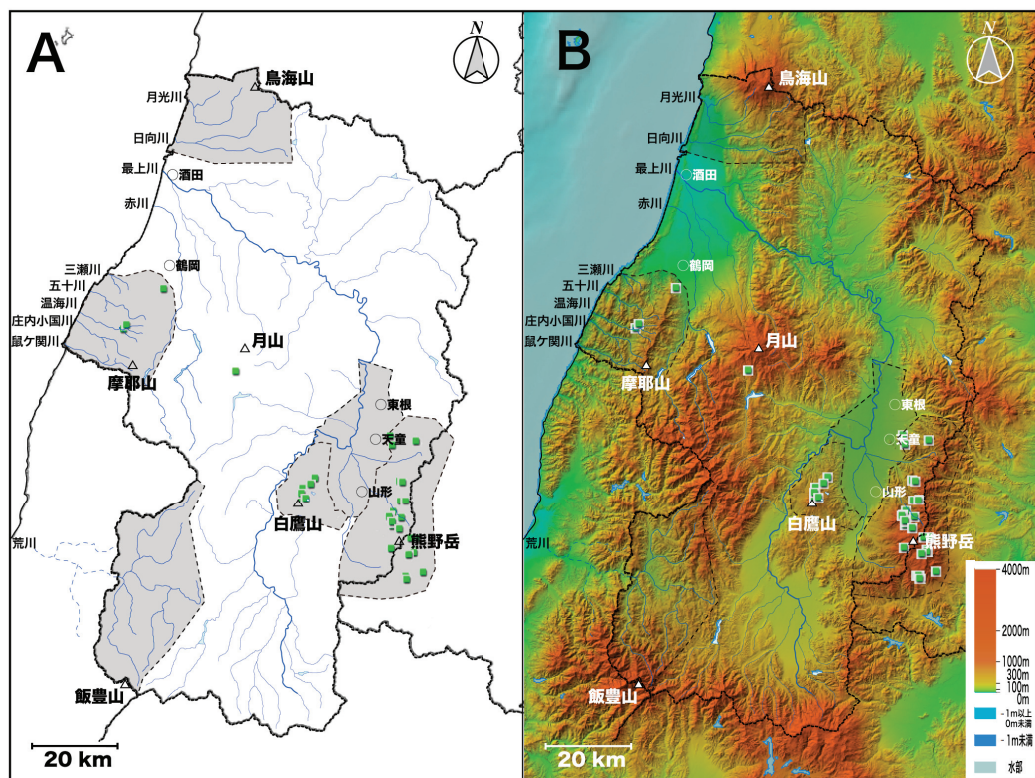 A
N
鳥海山
月光川
日向川
最上川
酒田
赤川
鶴岡
三瀬川
五十川
温海川
庄内小国川
鼠ケ関川
月山
摩耶山
東根
天童
山形
白鷹山
熊野岳
荒川
飯豊山
20 km
B
N
鳥海山
月光川
日向川
最上川
酒田
赤川
鶴岡
三瀬川
五十川
温海川
庄内小国川
鼠ケ関川
月山
摩耶山
東根
天童
山形
白鷹山
熊野岳
荒川
飯豊山
20 km
4000m
2000m
1000m
300m
100m
0m
-1m以上
0m未満
-1m未満
水部